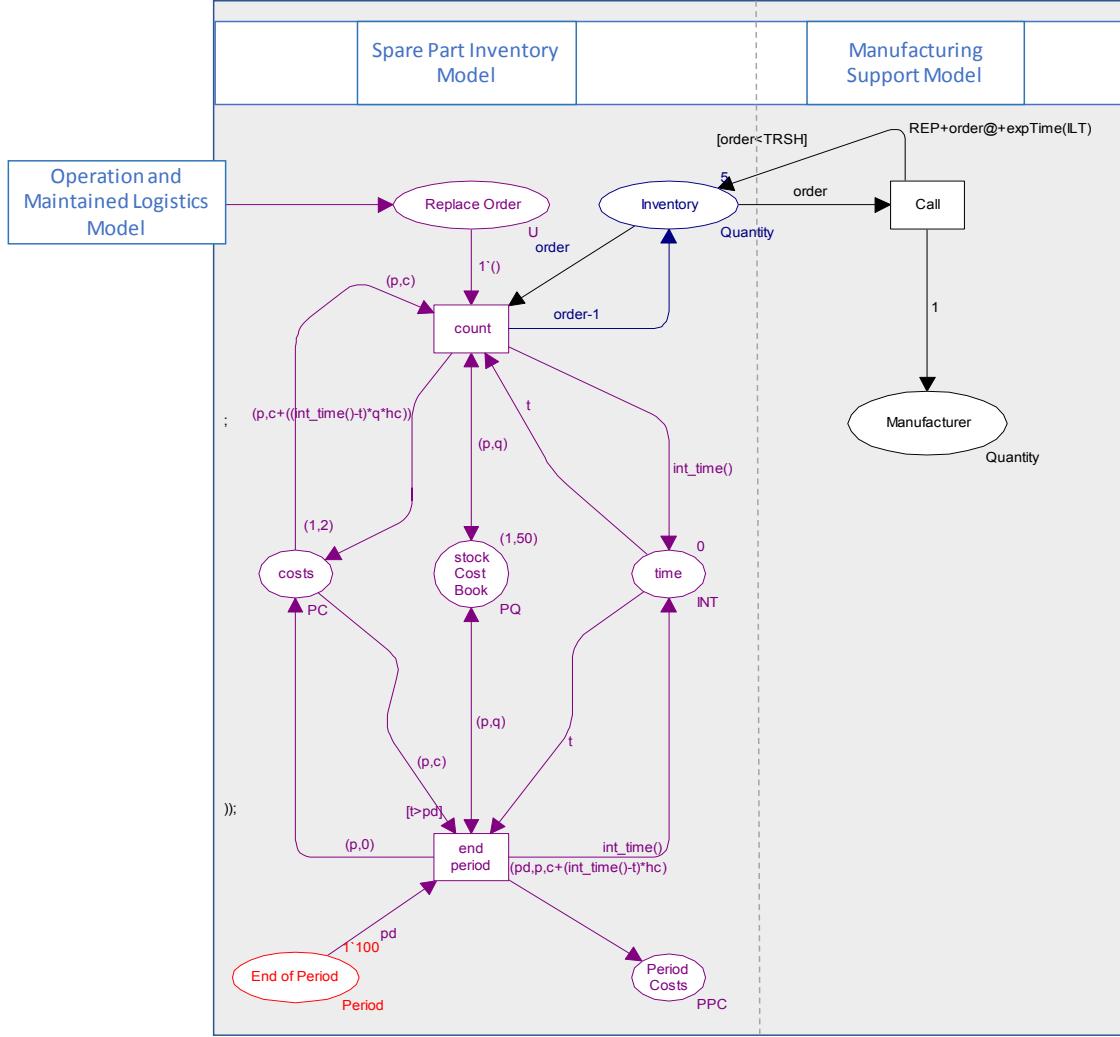 Spare Part Inventory
Model
Manufacturing
Support Model
REP+order@+expTime(ILT)
[order<TRSH]
Operation and
Maintained Logistics
Model
5
Replace Order
Inventory
order
Call
U
Quantity
order
1`()
(p,c)
order-1
1
count
t
(p,c+((int_time()-t)*q*hc))
;
Manufacturer
(p,q)
Quantity
int_time()
(1,2)
(1,50)
0
costs
stock
Cost
Book
time
PC
PQ
INT
(p,q)
t
(p,c)
[t>pd]
));
(p,0)
end
period
int_time()
(pd,p,c+(int_time()-t)*hc)
pd
1`100
End of Period
Period
Costs
Period
PPC